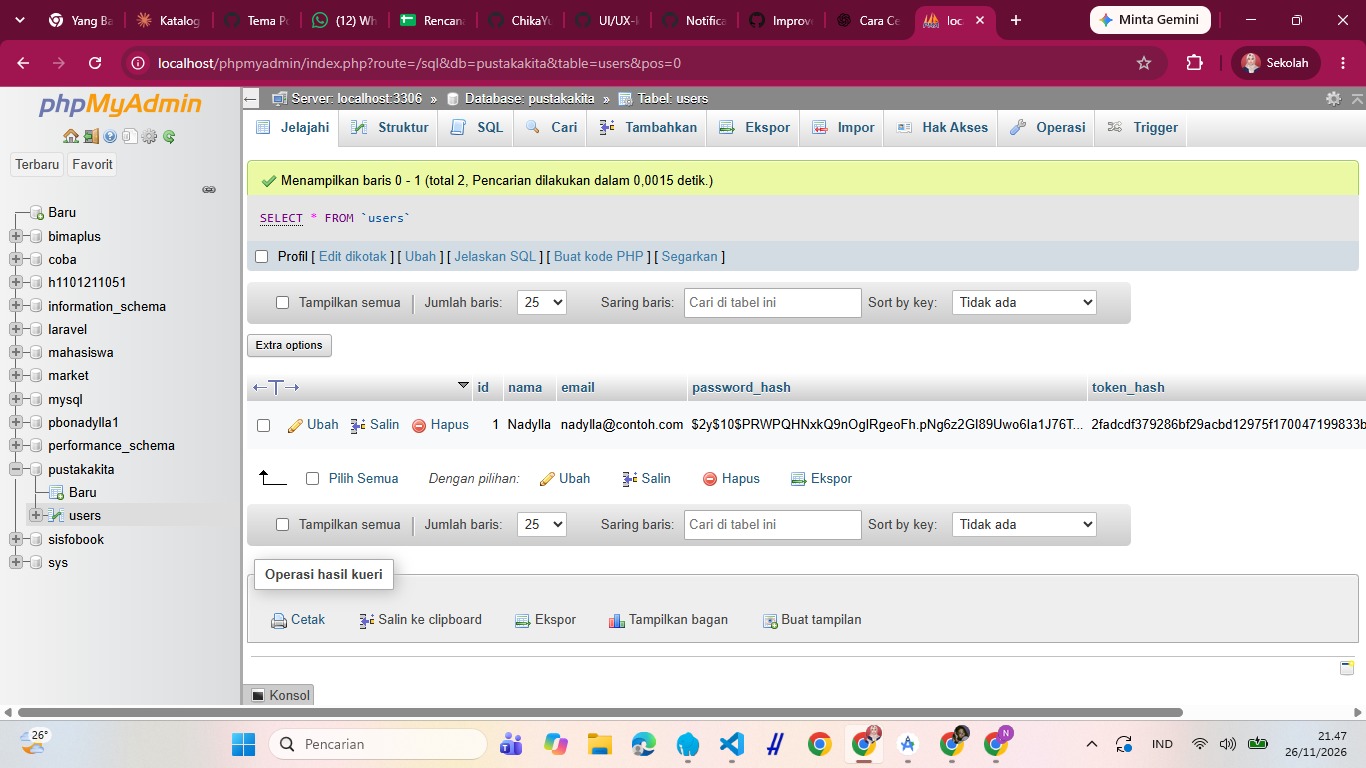 Yang Ba
Katalog
Tema Po
(12) Wh
Rencana
ChikaYu
UI/UX-k
Notifica
Improve
Cara Ce
loc
Minta Gemini
localhost/phpmyadmin/index.php?route=/sql&db=pustakakita&table=users&pos=0
Sekolah
phpMyAdmin
Terbaru
Favorit
Baru
bimaplus
coba
h1101211051
information_schema
laravel
mahasiswa
market
mysql
pbonadylla1
performance_schema
pustakakita
Baru
users
sisfobook
sys
Server: localhost:3306 » Database: pustakakita » Tabel: users
Jelajahi Struktur SQL Cari Tambahkan Ekspor Impor Hak Akses Operasi Trigger
Menampilkan baris 0 - 1 (total 2, Pencarian dilakukan dalam 0,0015 detik.)
SELECT * FROM `users`
Profil [ Edit dikotak ] [ Ubah ] [ Jelaskan SQL ] [ Buat kode PHP ] [ Segarkan ]
Tampilkan semua | Jumlah baris: 25 Saring baris: Cari di tabel ini Sort by key: Tidak ada
Extra options
←T→ id nama email password_hash token_hash
Ubah Salin Hapus 1 Nadylla nadylla@contoh.com
Pilih Semua Dengan pilihan: Ubah Salin Hapus Ekspor
Tampilkan semua | Jumlah baris: 25 Saring baris: Cari di tabel ini Sort by key: Tidak ada
Operasi hasil kueri
Cetak Salin ke clipboard Ekspor Tampilkan bagan Buat tampilan
Konsol
26°
Pencarian
IND
21.47
26/11/2026